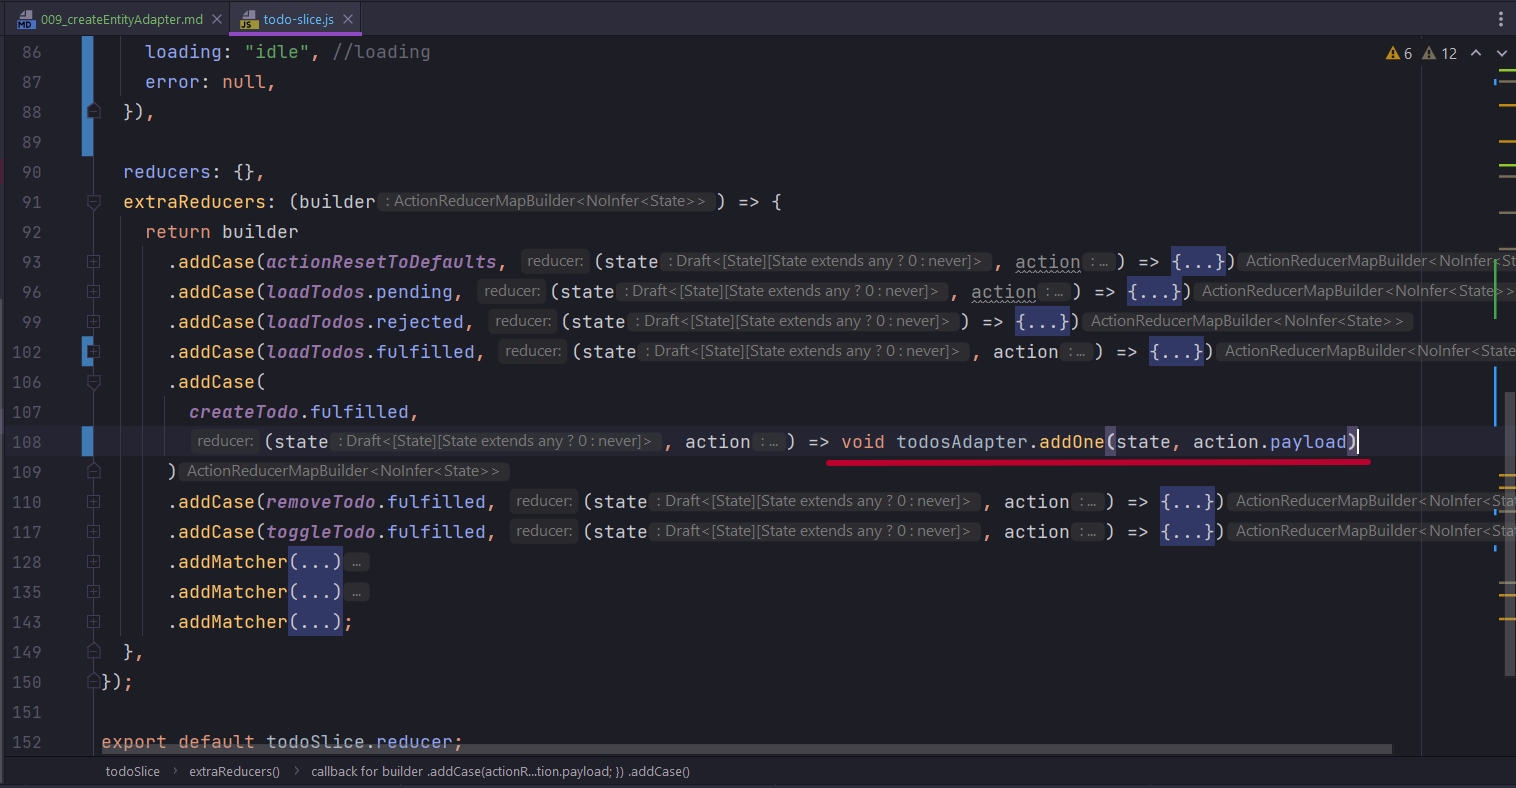 009_createEntityAdapter.md
todo-slice.js
6 12
86 loading: "idle", //loading
87 error: null,
88 }),
89
90 reducers: {},
91 extraReducers: (builder : ActionReducerMapBuilder<NoInfer<State>> ) => {
92 return builder
93 .addCase(actionResetToDefaults, reducer: (state : Draft<[State][State extends any ? 0 : never]> , action : ... ) => {...}) ActionReducerMapBuilder<NoInfer<St
96 .addCase(loadTodos.pending, reducer: (state : Draft<[State][State extends any ? 0 : never]> , action : ... ) => {...}) ActionReducerMapBuilder<NoInfer<State>>
99 .addCase(loadTodos.rejected, reducer: (state : Draft<[State][State extends any ? 0 : never]> ) => {...}) ActionReducerMapBuilder<NoInfer<State>>
102 .addCase(loadTodos.fulfilled, reducer: (state : Draft<[State][State extends any ? 0 : never]> , action : ... ) => {...}) ActionReducerMapBuilder<NoInfer<State
106 .addCase(
107 createTodo.fulfilled,
108 reducer: (state : Draft<[State][State extends any ? 0 : never]> , action : ... ) => void todosAdapter.addOne(state, action.payload)
109 ) ActionReducerMapBuilder<NoInfer<State>>
110 .addCase(removeTodo.fulfilled, reducer: (state : Draft<[State][State extends any ? 0 : never]> , action : ... ) => {...}) ActionReducerMapBuilder<NoInfer<Sta
117 .addCase(toggleTodo.fulfilled, reducer: (state : Draft<[State][State extends any ? 0 : never]> , action : ... ) => {...}) ActionReducerMapBuilder<NoInfer<Sta
128 .addMatcher(...) ...
135 .addMatcher(...) ...
143 .addMatcher(...);
149 },
150 });
151
152 export default todoSlice.reducer;
todoSlice > extraReducers() > callback for builder .addCase(actionR...tion.payload; }) .addCase()